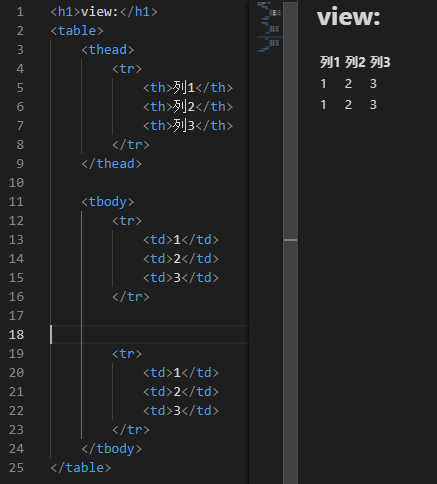 1 <h1>view:</h1>
2 <table>
3     <thead>
4         <tr>
5             <th>列1</th>
6             <th>列2</th>
7             <th>列3</th>
8         </tr>
9     </thead>
10
11     <tbody>
12         <tr>
13             <td>1</td>
14             <td>2</td>
15             <td>3</td>
16         </tr>
17
18
19         <tr>
20             <td>1</td>
21             <td>2</td>
22             <td>3</td>
23         </tr>
24     </tbody>
25 </table>
view:
列1 列2 列3
1 2 3
1 2 3